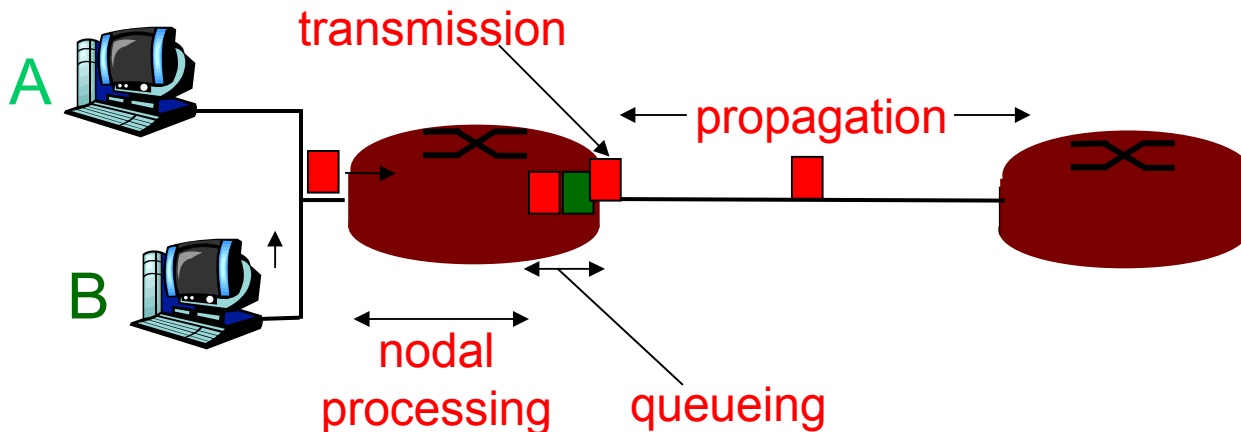 transmission
A
propagation
B
nodal
processing
queueing